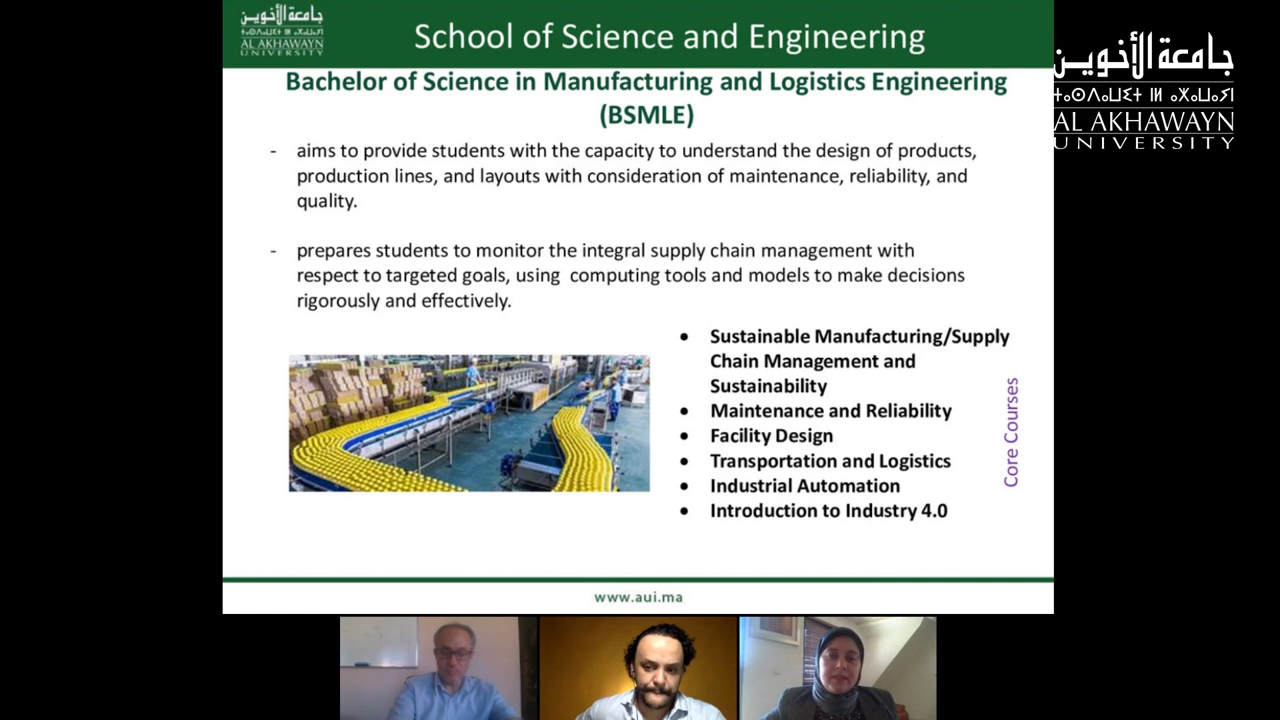 جامعة الأخوين
AL AKHAWAYN
UNIVERSITY
School of Science and Engineering
جامعة الأخوين
AL AKHAWAYN
UNIVERSITY
Bachelor of Science in Manufacturing and Logistics Engineering
(BSMLE)
- aims to provide students with the capacity to understand the design of products,
production lines, and layouts with consideration of maintenance, reliability, and
quality.
- prepares students to monitor the integral supply chain management with
respect to targeted goals, using computing tools and models to make decisions
rigorously and effectively.
• Sustainable Manufacturing/Supply
Chain Management and
Sustainability
• Maintenance and Reliability
• Facility Design
• Transportation and Logistics
• Industrial Automation
• Introduction to Industry 4.0
Core Courses
www.aui.ma